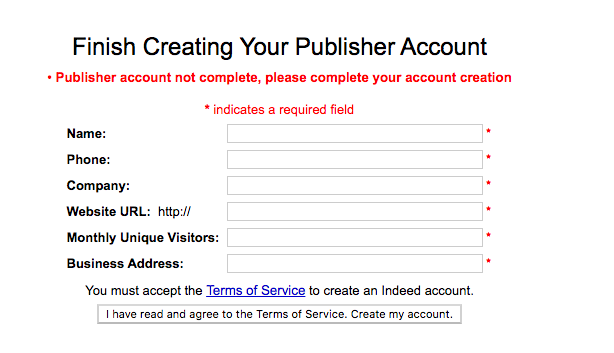 Finish Creating Your Publisher Account
• Publisher account not complete, please complete your account creation
* indicates a required field
Name: *
Phone: *
Company: *
Website URL: http:// *
Monthly Unique Visitors: *
Business Address: *
You must accept the Terms of Service to create an Indeed account.
I have read and agree to the Terms of Service. Create my account.